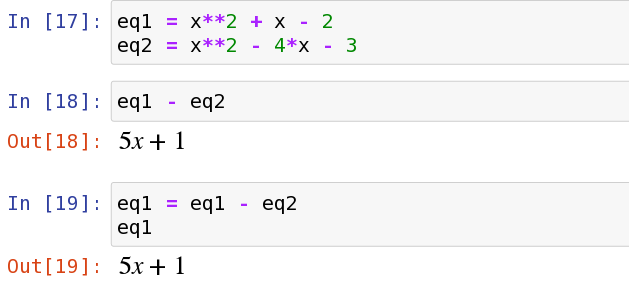 In [17]: eq1 = x**2 + x - 2
eq2 = x**2 - 4*x - 3
In [18]: eq1 - eq2
Out[18]: 5x + 1
In [19]: eq1 = eq1 - eq2
eq1
Out[19]: 5x + 1